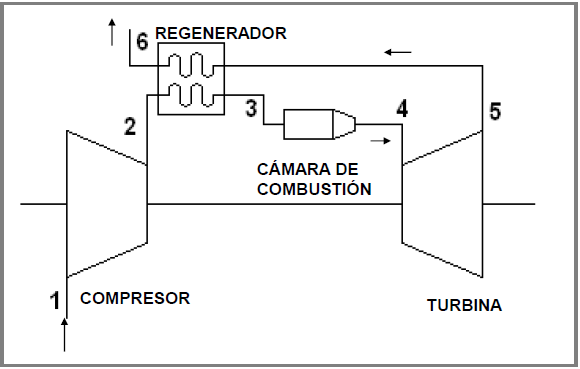 6
REGENERADOR
2
3
4
5
CÁMARA DE
COMBUSTIÓN
1
COMPRESOR
TURBINA